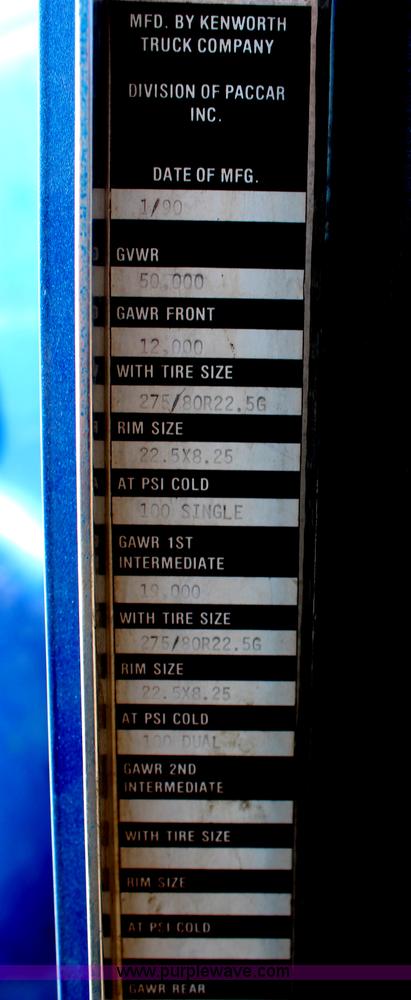 MFD. BY KENWORTH
TRUCK COMPANY
DIVISION OF PACCAR
INC.
DATE OF MFG.
1/90
GVWR
50,000
GAWR FRONT
12,000
WITH TIRE SIZE
275/80R22.5G
RIM SIZE
22.5X8.25
AT PSI COLD
100 SINGLE
GAWR 1ST
INTERMEDIATE
19,000
WITH TIRE SIZE
275/80R22.5G
RIM SIZE
22.5X8.25
AT PSI COLD
100 DUAL
GAWR 2ND
INTERMEDIATE
WITH TIRE SIZE
RIM SIZE
AT PSI COLD
www.purplewave.com
GAWR REAR